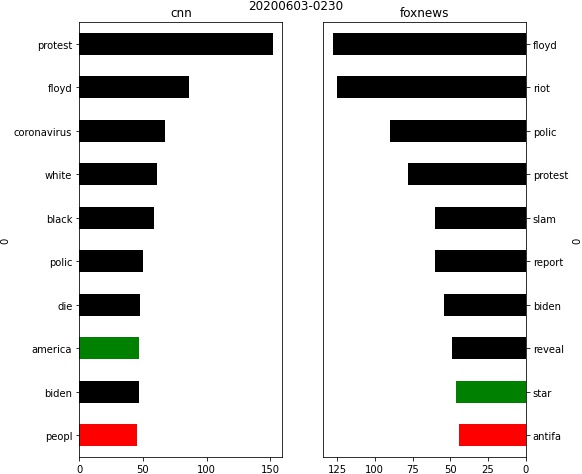 20200603-0230
cnn
foxnews
protest
floyd
coronavirus
white
black
polic
die
america
biden
peopl
0
0 50 100 150
floyd
riot
polic
protest
slam
report
biden
reveal
star
antifa
0
125 100 75 50 25 0